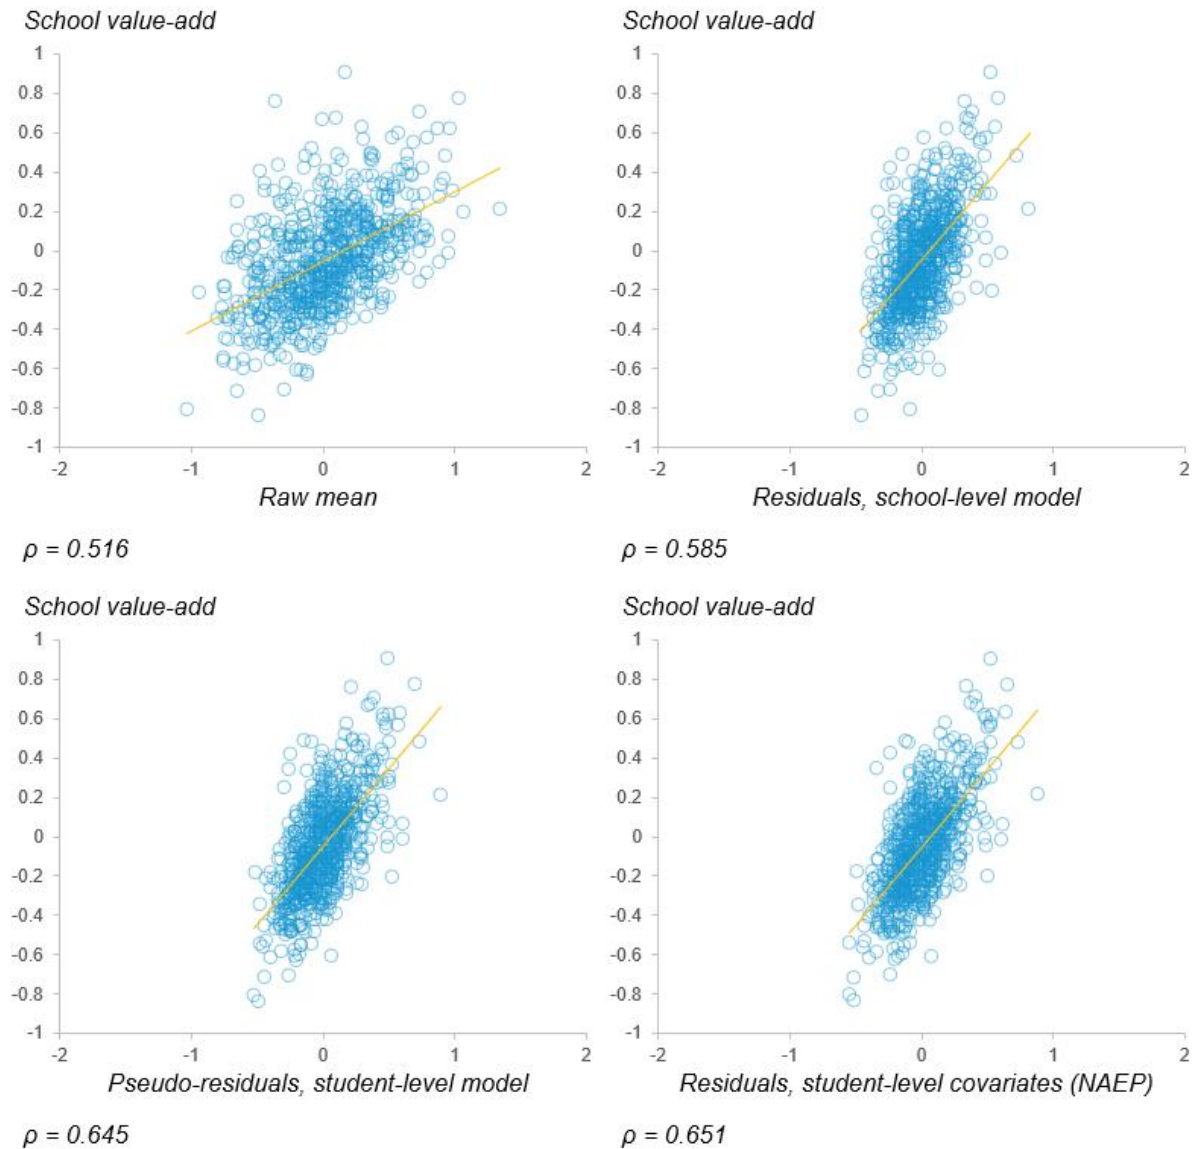 School value-add
1
0.8
0.6
0.4
0.2
0
-0.2
-0.4
-0.6
-0.8
-1
-2 -1 0 1 2
Raw mean
ρ = 0.516
School value-add
1
0.8
0.6
0.4
0.2
0
-0.2
-0.4
-0.6
-0.8
-1
-2 -1 0 1 2
Residuals, school-level model
ρ = 0.585
School value-add
1
0.8
0.6
0.4
0.2
0
-0.2
-0.4
-0.6
-0.8
-1
-2 -1 0 1 2
Pseudo-residuals, student-level model
ρ = 0.645
School value-add
1
0.8
0.6
0.4
0.2
0
-0.2
-0.4
-0.6
-0.8
-1
-2 -1 0 1 2
Residuals, student-level covariates (NAEP)
ρ = 0.651